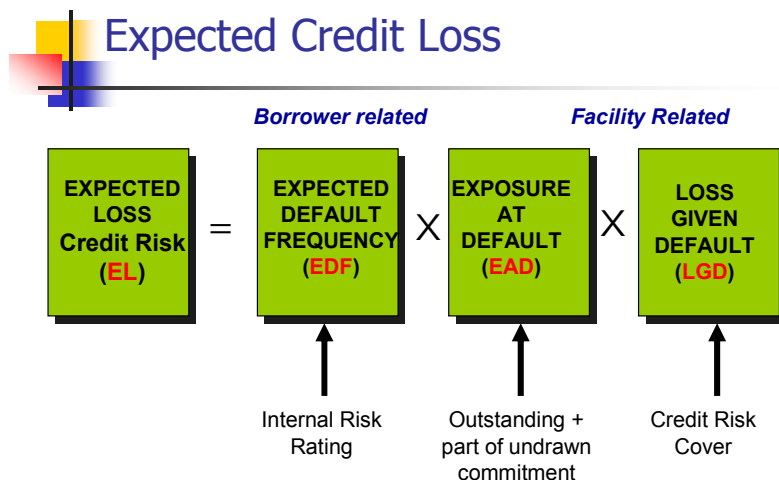 Expected Credit Loss
Borrower related
Facility Related
EXPECTED
LOSS
Credit Risk
(EL)
=
EXPECTED
DEFAULT
FREQUENCY
(EDF)
X
EXPOSURE
AT
DEFAULT
(EAD)
X
LOSS
GIVEN
DEFAULT
(LGD)
Internal Risk
Rating
Outstanding +
part of undrawn
commitment
Credit Risk
Cover